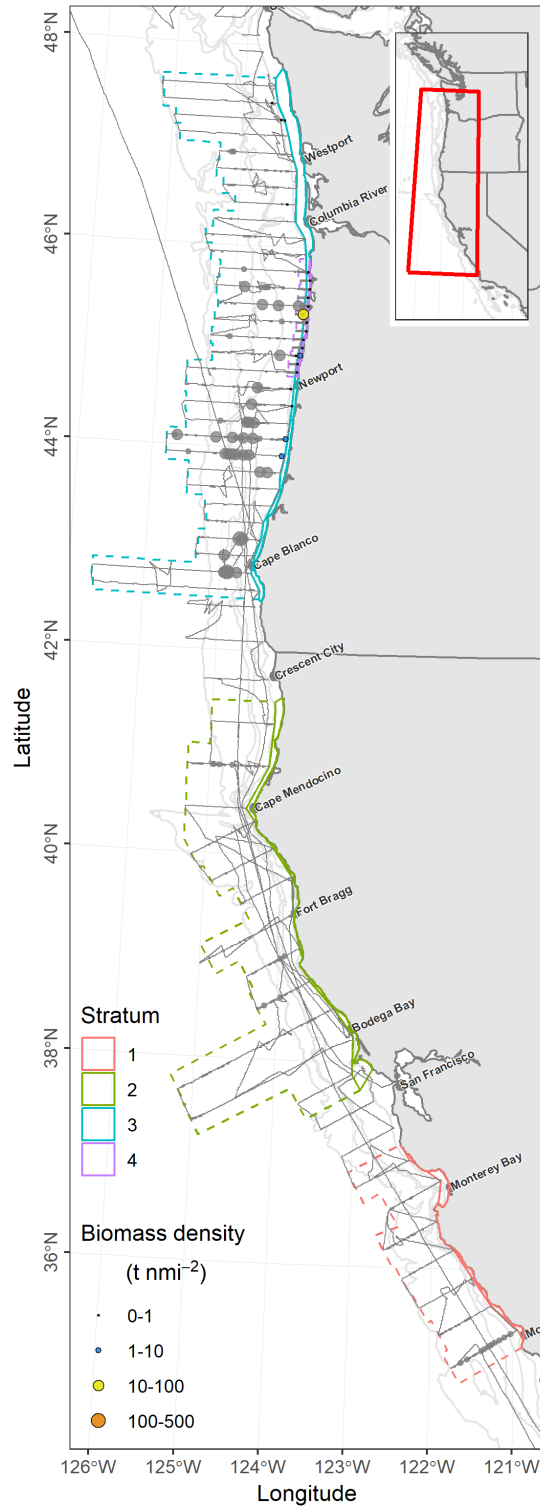 48°N
46°N
44°N
42°N
40°N
38°N
36°N
Latitude
Westport
Columbia River
Newport
Cape Blanco
Crescent City
Cape Mendocino
Fort Bragg
Bodega Bay
San Francisco
Monterey Bay
Mo
Stratum
1
2
3
4
Biomass density
(t nmi⁻²)
0-1
1-10
10-100
100-500
126°W 125°W 124°W 123°W 122°W 121°W
Longitude